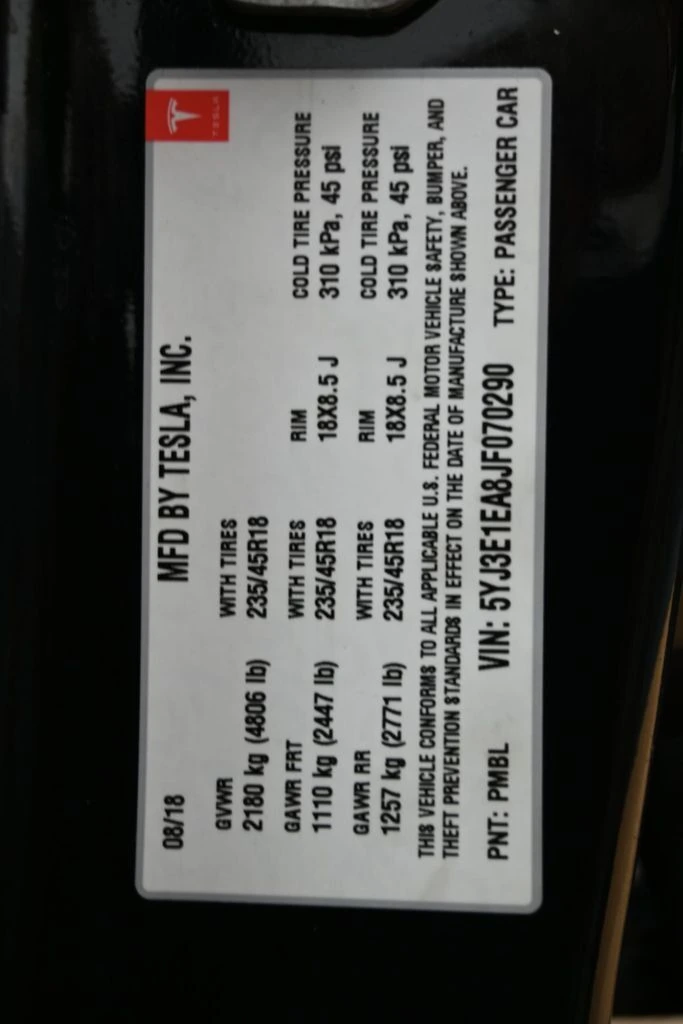 TESLA
08/18 MFD BY TESLA, INC.
GVWR WITH TIRES
2180 kg (4806 lb) 235/45R18
GAWR FRT WITH TIRES RIM COLD TIRE PRESSURE
1110 kg (2447 lb) 235/45R18 18X8.5 J 310 kPa, 45 psi
GAWR RR WITH TIRES RIM COLD TIRE PRESSURE
1257 kg (2771 lb) 235/45R18 18X8.5 J 310 kPa, 45 psi
THIS VEHICLE CONFORMS TO ALL APPLICABLE U.S. FEDERAL MOTOR VEHICLE SAFETY, BUMPER, AND
THEFT PREVENTION STANDARDS IN EFFECT ON THE DATE OF MANUFACTURE SHOWN ABOVE.
PNT: PMBL VIN: 5YJ3E1EA8JF070290 TYPE: PASSENGER CAR